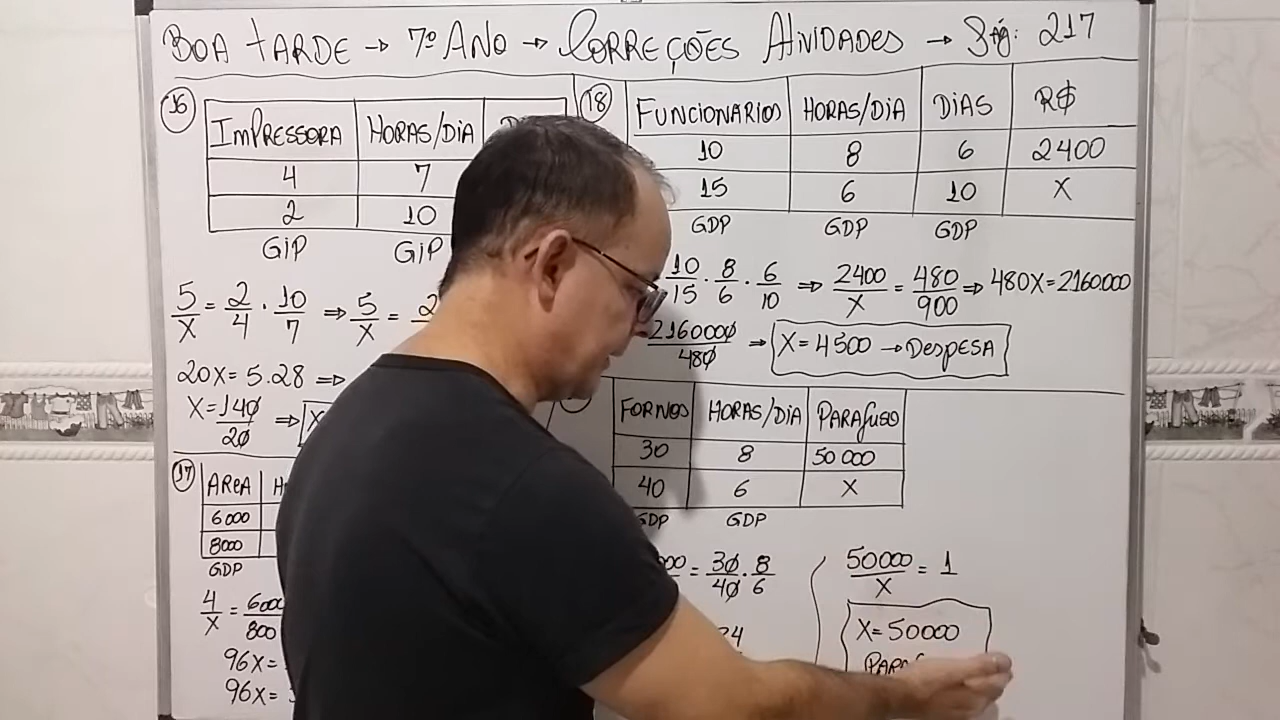 BOA TARDE → 7º ANO → CORREÇÕES ATIVIDADES → Pág: 217
16
IMPRESSORA HORAS/DIA
4 7
2 10
GIP GIP
5/X = 2/4 · 10/7 ⇒ 5/X = 2
20X = 5.28 ⇒
X = 140/20 ⇒ X
17
AREA H
6000
8000
GDP
4/X = 6000/800
96X =
96X =
18
FUNCIONÁRIOS HORAS/DIA DIAS R$
10 8 6 2400
15 6 10 X
GDP GDP GDP
10/15 · 8/6 · 6/10 ⇒ 2400/X = 480/900 ⇒ 480X = 2160000
2160000/480 ⇒ X = 4500 → DESPESA
FORNOS HORAS/DIA PARAFUSO
30 8 50 000
40 6 X
GDP GDP
= 30/40 · 8/6
24
50000/X = 1
X = 50000